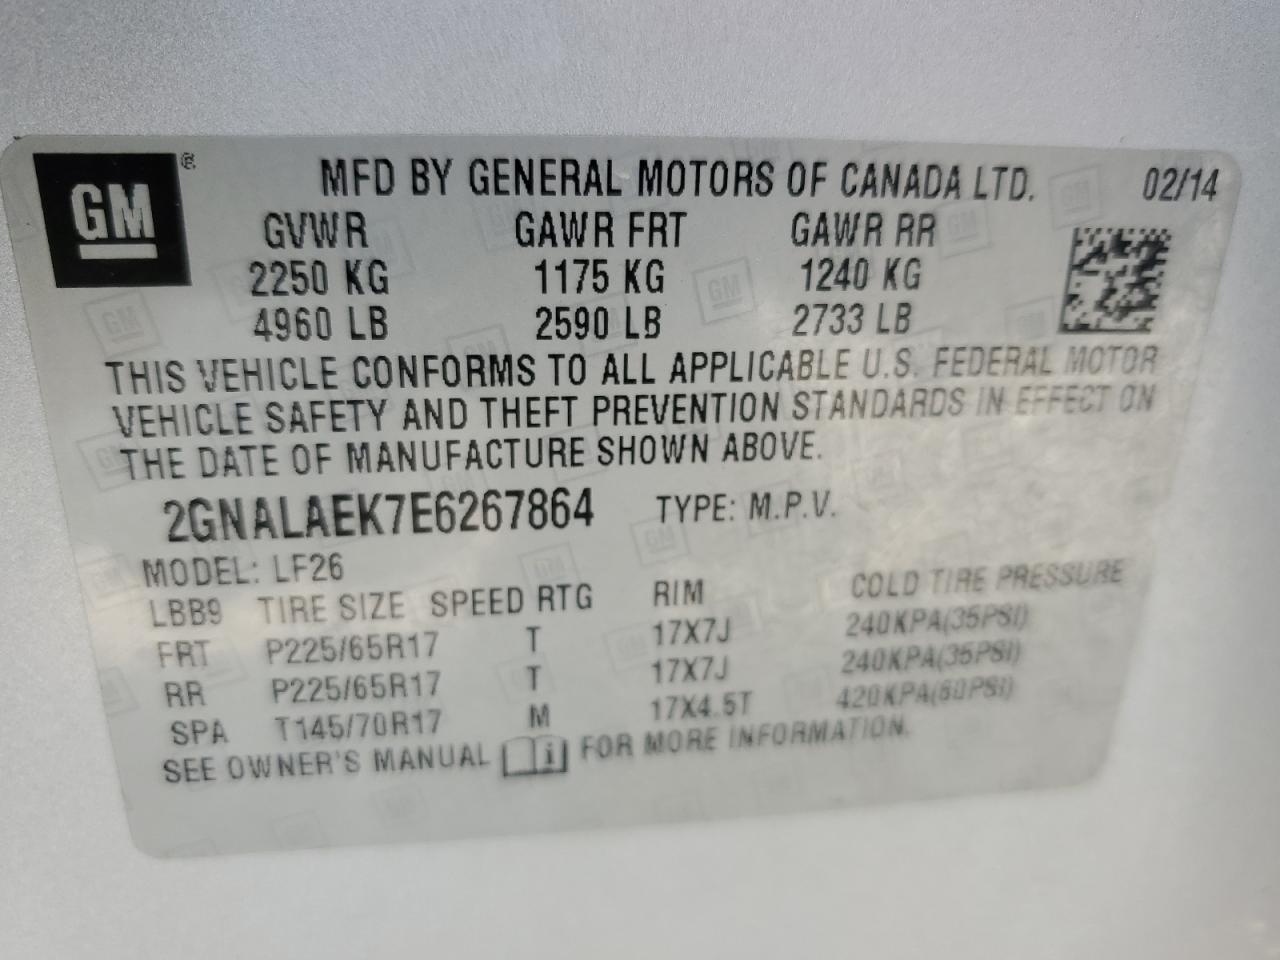 GM ®
MFD BY GENERAL MOTORS OF CANADA LTD. 02/14
GVWR GAWR FRT GAWR RR
2250 KG 1175 KG 1240 KG
4960 LB 2590 LB 2733 LB
THIS VEHICLE CONFORMS TO ALL APPLICABLE U.S. FEDERAL MOTOR
VEHICLE SAFETY AND THEFT PREVENTION STANDARDS IN EFFECT ON
THE DATE OF MANUFACTURE SHOWN ABOVE.
2GNALAEK7E6267864 TYPE: M.P.V.
MODEL: LF26
LBB9 TIRE SIZE SPEED RTG RIM COLD TIRE PRESSURE
FRT P225/65R17 T 17X7J 240KPA(35PSI)
RR P225/65R17 T 17X7J 240KPA(35PSI)
SPA T145/70R17 M 17X4.5T 420KPA(60PSI)
SEE OWNER'S MANUAL i FOR MORE INFORMATION.